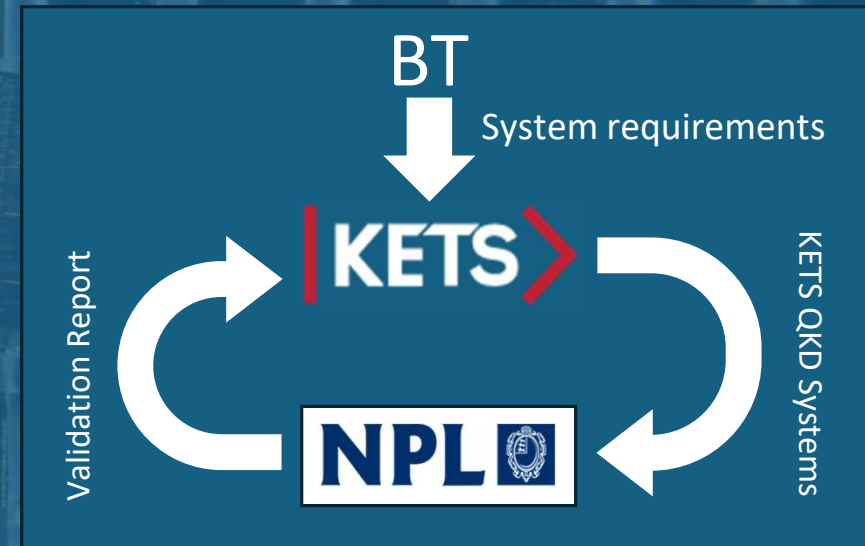 BT
System requirements
KETS
Validation Report
KETS QKD Systems
NPL